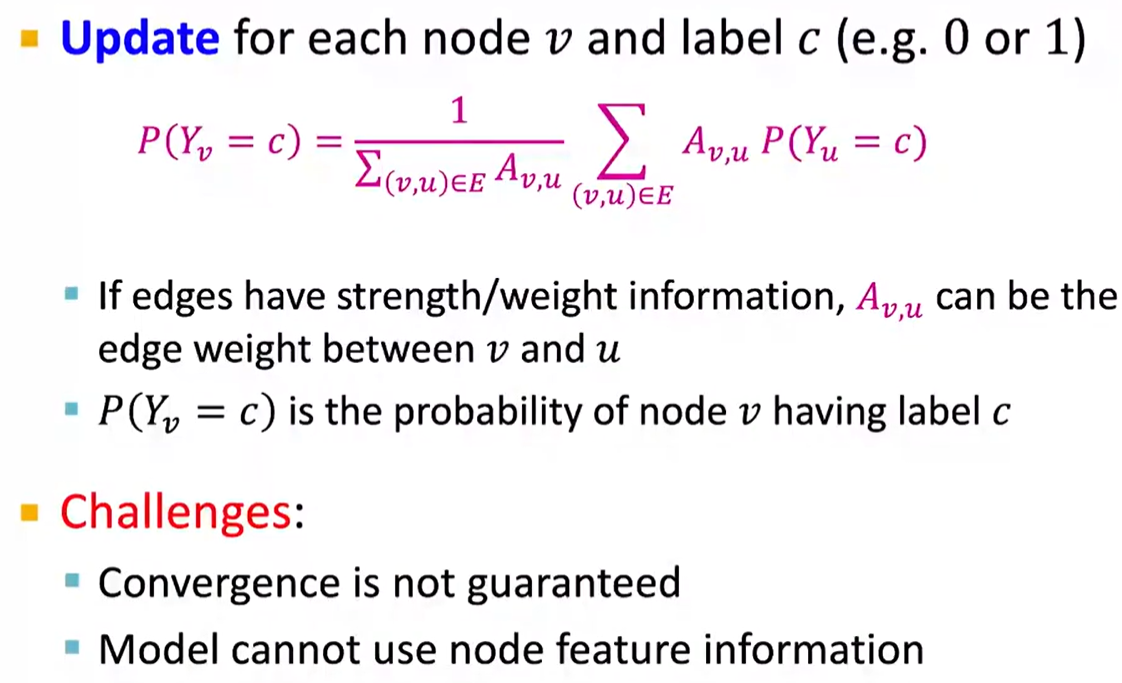 ▪ Update for each node v and label c (e.g. 0 or 1)
P(Y_v = c) = \frac{1}{\sum_{(v,u)∈E} A_{v,u}} \sum_{(v,u)∈E} A_{v,u} P(Y_u = c)
▪ If edges have strength/weight information, A_{v,u} can be the
edge weight between v and u
▪ P(Y_v = c) is the probability of node v having label c
▪ Challenges:
▪ Convergence is not guaranteed
▪ Model cannot use node feature information